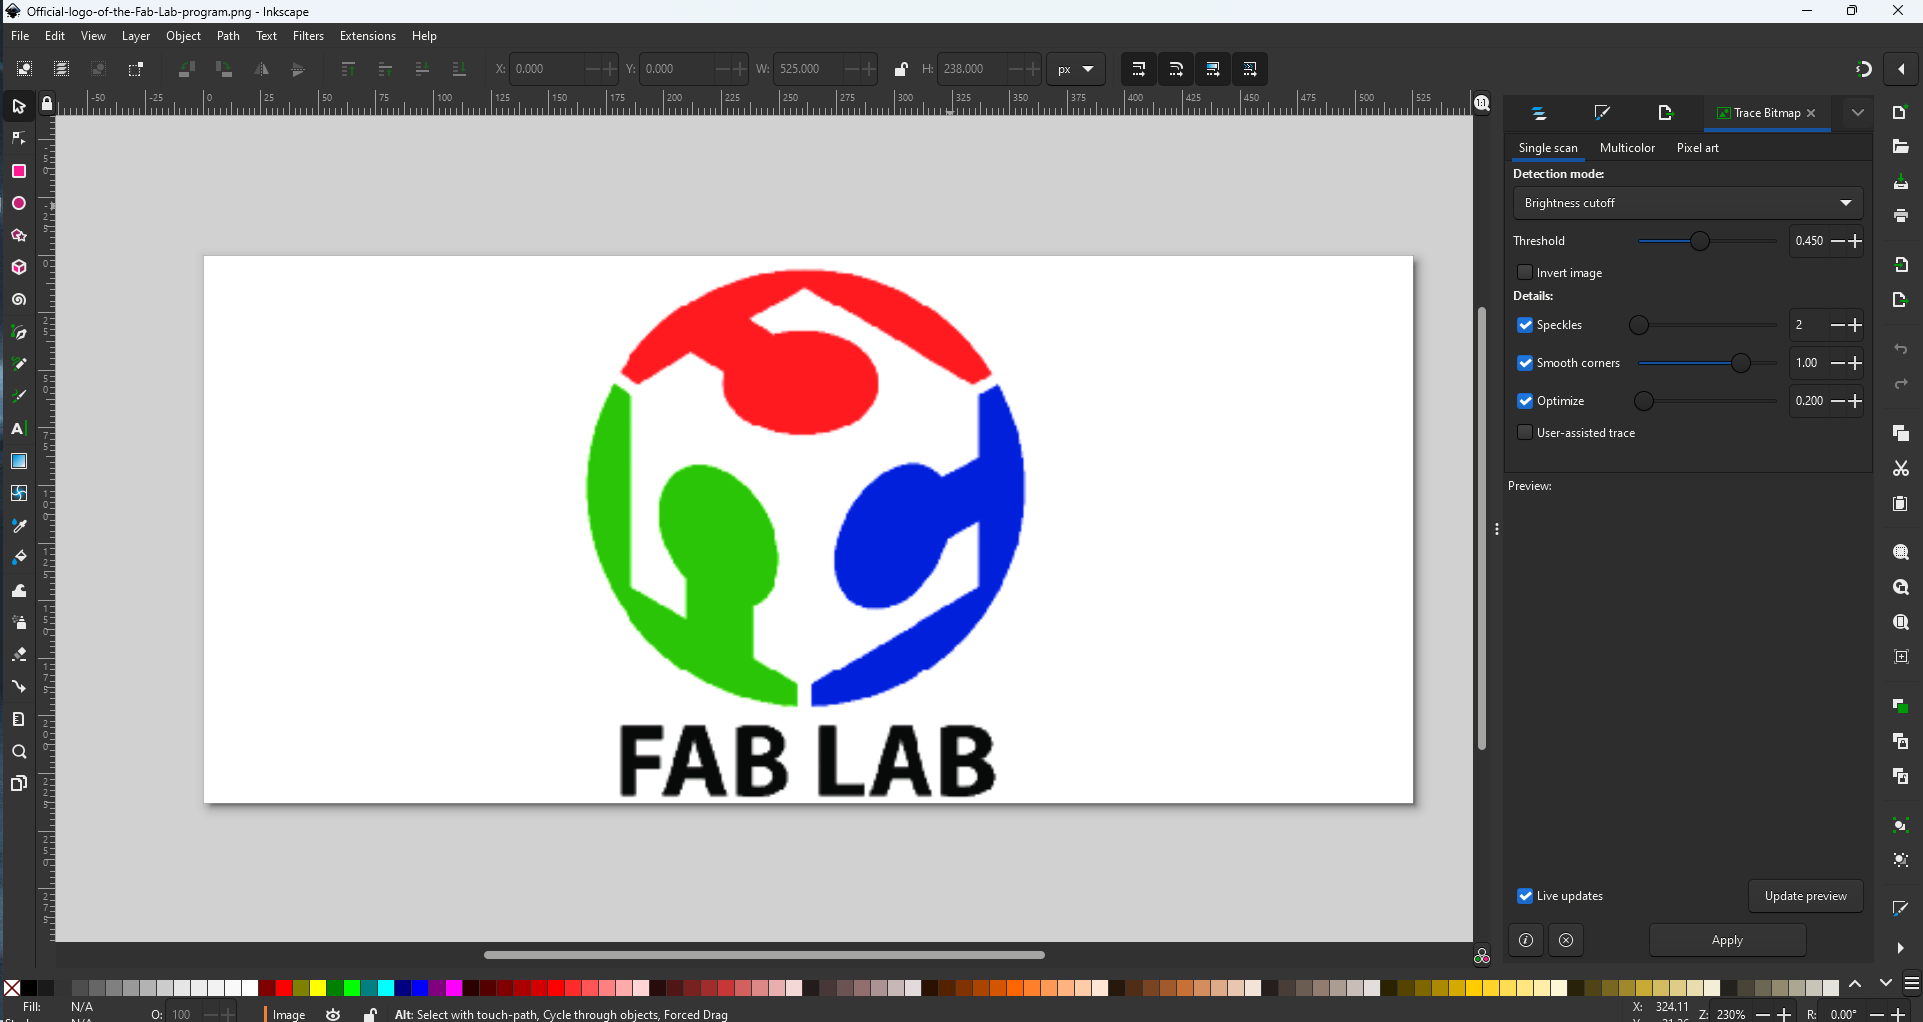 Official-logo-of-the-Fab-Lab-program.png - Inkscape
File Edit View Layer Object Path Text Filters Extensions Help
X: 0.000 Y: 0.000 W: 525.000 H: 238.000 px
-50 -25 0 25 50 75 100 125 150 175 200 225 250 275 300 325 350 375 400 425 450 475 500 525
1:1
Trace Bitmap
Single scan Multicolor Pixel art
Detection mode:
Brightness cutoff
Threshold 0.450
Invert image
Details:
Speckles 2
Smooth corners 1.00
Optimize 0.200
User-assisted trace
Preview:
FAB LAB
Live updates Update preview
Apply
Fill: N/A
O: 100 Image Alt: Select with touch-path, Cycle through objects, Forced Drag
X: 324.11
Z: 230% R: 0.00°